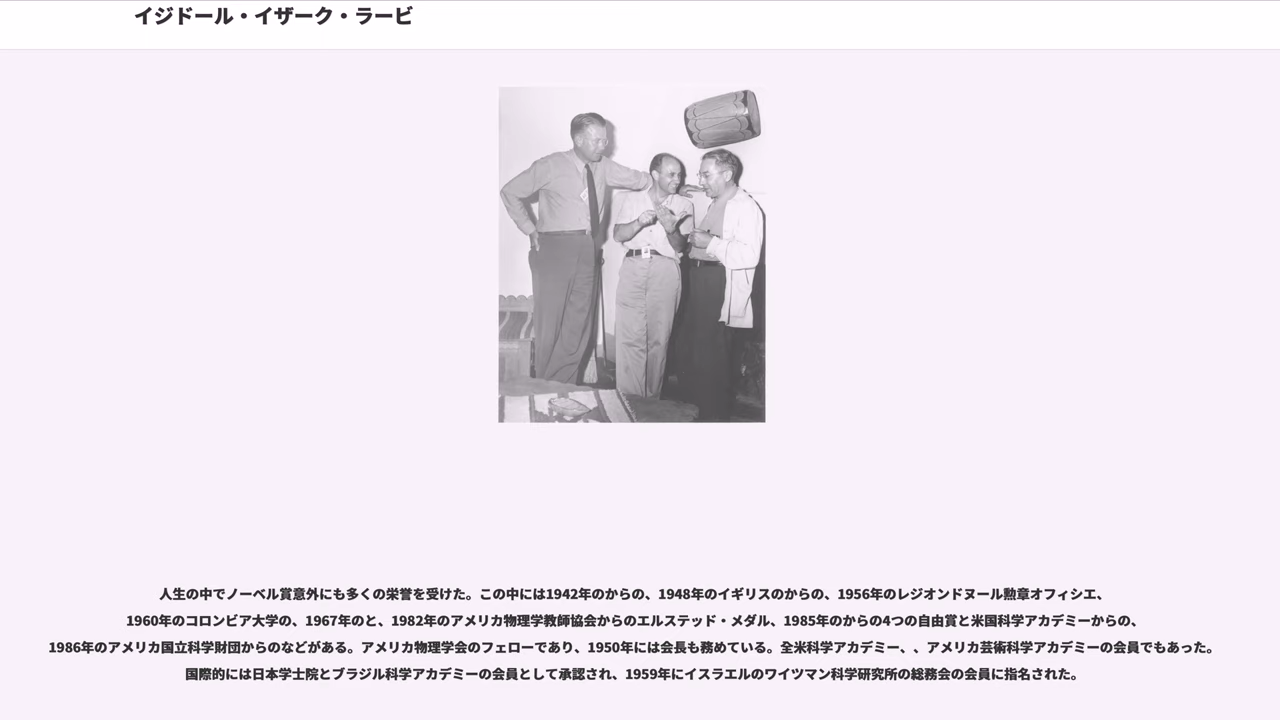 イジドール・イザーク・ラービ
人生の中でノーベル賞意外にも多くの栄誉を受けた。この中には1942年のからの、1948年のイギリスのからの、1956年のレジオンドヌール勲章オフィシエ、
1960年のコロンビア大学の、1967年のと、1982年のアメリカ物理学教師協会からのエルステッド・メダル、1985年のからの4つの自由賞と米国科学アカデミーからの、
1986年のアメリカ国立科学財団からのなどがある。アメリカ物理学会のフェローであり、1950年には会長も務めている。全米科学アカデミー、、アメリカ芸術科学アカデミーの会員でもあった。
国際的には日本学士院とブラジル科学アカデミーの会員として承認され、1959年にイスラエルのワイツマン科学研究所の総務会の会員に指名された。